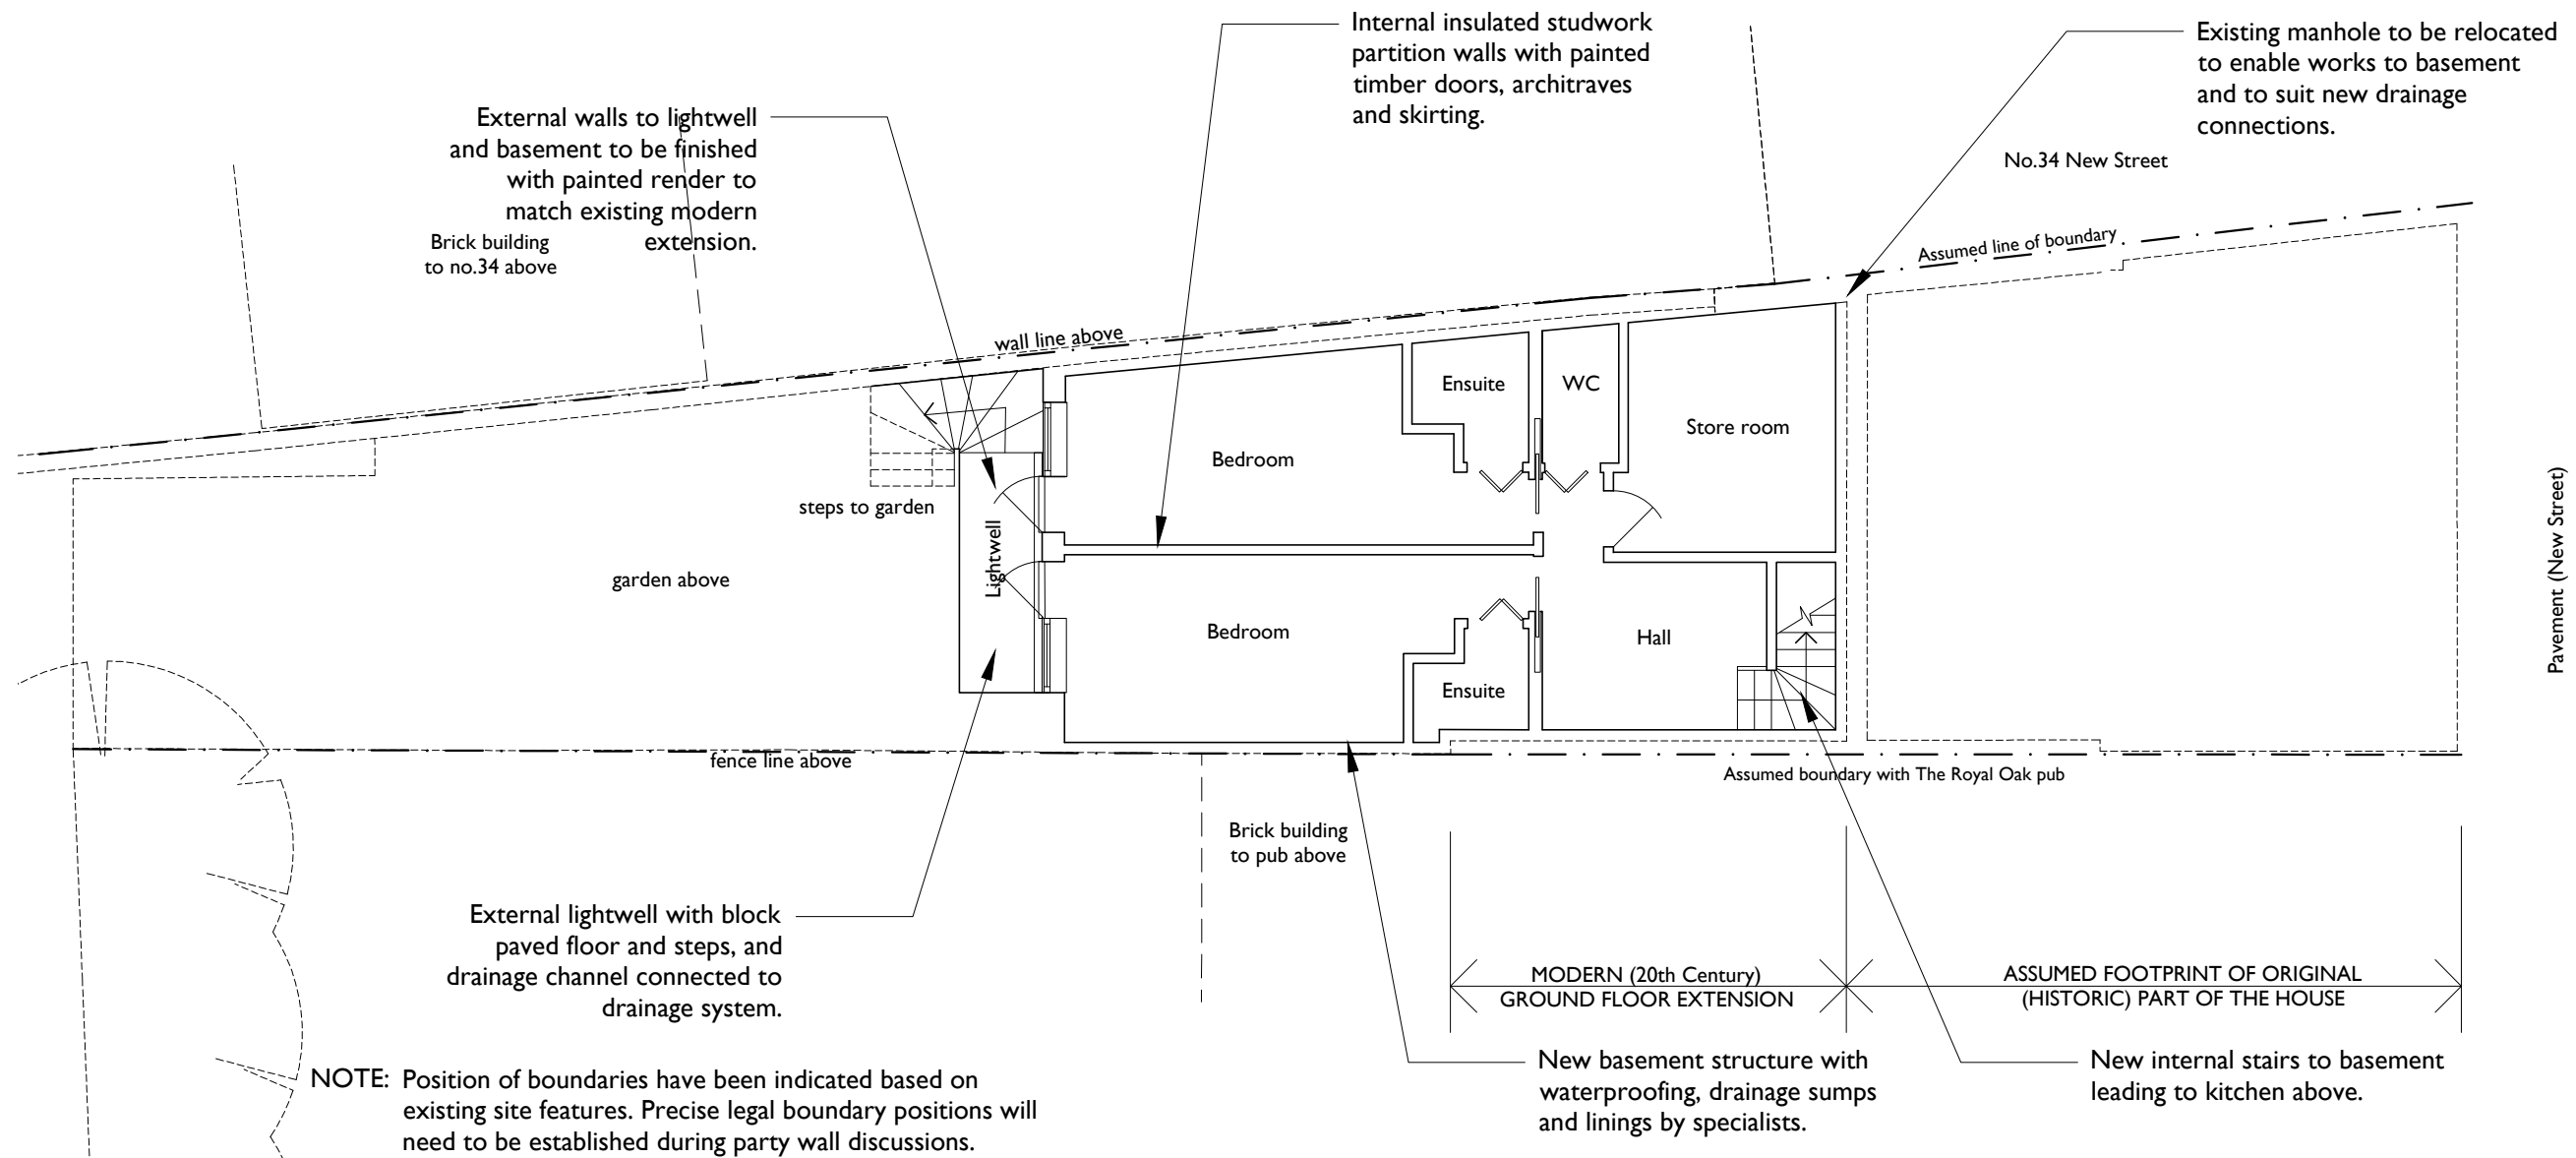 Internal insulated studwork
partition walls with painted
timber doors, architraves
and skirting.
Existing manhole to be relocated
to enable works to basement
and to suit new drainage
connections.
External walls to lightwell
and basement to be finished
with painted render to
match existing modern
extension.
No.34 New Street
Brick building
to no.34 above
Assumed line of boundary
wall line above
Ensuite
WC
Store room
Bedroom
steps to garden
Lightwell
garden above
Pavement (New Street)
Bedroom
Hall
Ensuite
fence line above
Assumed boundary with The Royal Oak pub
Brick building
to pub above
External lightwell with block
paved floor and steps, and
drainage channel connected to
drainage system.
MODERN (20th Century)
GROUND FLOOR EXTENSION
ASSUMED FOOTPRINT OF ORIGINAL
(HISTORIC) PART OF THE HOUSE
New basement structure with
waterproofing, drainage sumps
and linings by specialists.
New internal stairs to basement
leading to kitchen above.
NOTE: Position of boundaries have been indicated based on
existing site features. Precise legal boundary positions will
need to be established during party wall discussions.